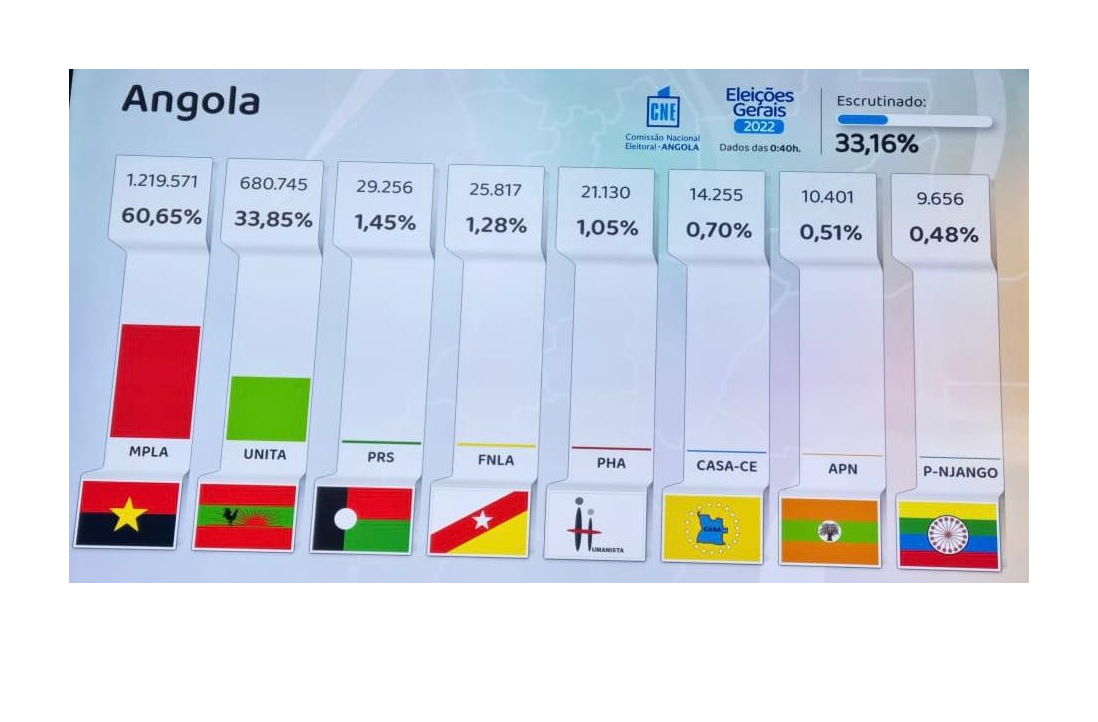 Angola
CNE
Comissão Nacional
Eleitoral · ANGOLA
Eleições
Gerais
2022
Dados das 0:40h.
Escrutinado:
33,16%
1.219.571
60,65%
MPLA
680.745
33,85%
UNITA
29.256
1,45%
PRS
25.817
1,28%
FNLA
21.130
1,05%
PHA
UMANISTA
14.255
0,70%
CASA-CE
CASA
10.401
0,51%
APN
9.656
0,48%
P-NJANGO